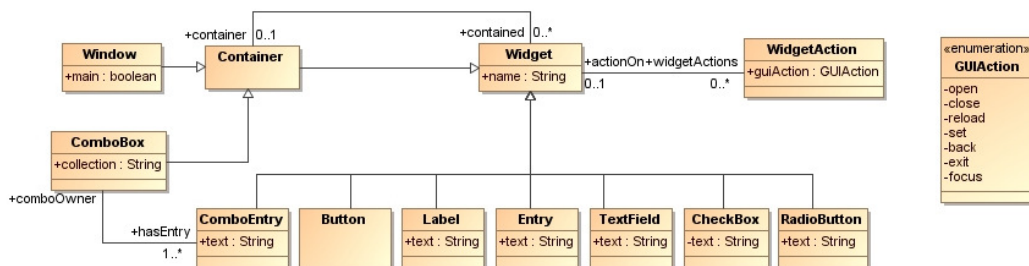 +container 0..1
+contained 0..*
Window
+main : boolean
Container
Widget
+name : String
+actionOn +widgetActions
0..1 0..*
WidgetAction
+guiAction : GUIAction
«enumeration»
GUIAction
-open
-close
-reload
-set
-back
-exit
-focus
ComboBox
+collection : String
+comboOwner
+hasEntry
1..*
ComboEntry
+text : String
Button
Label
+text : String
Entry
+text : String
TextField
+text : String
CheckBox
-text : String
RadioButton
+text : String